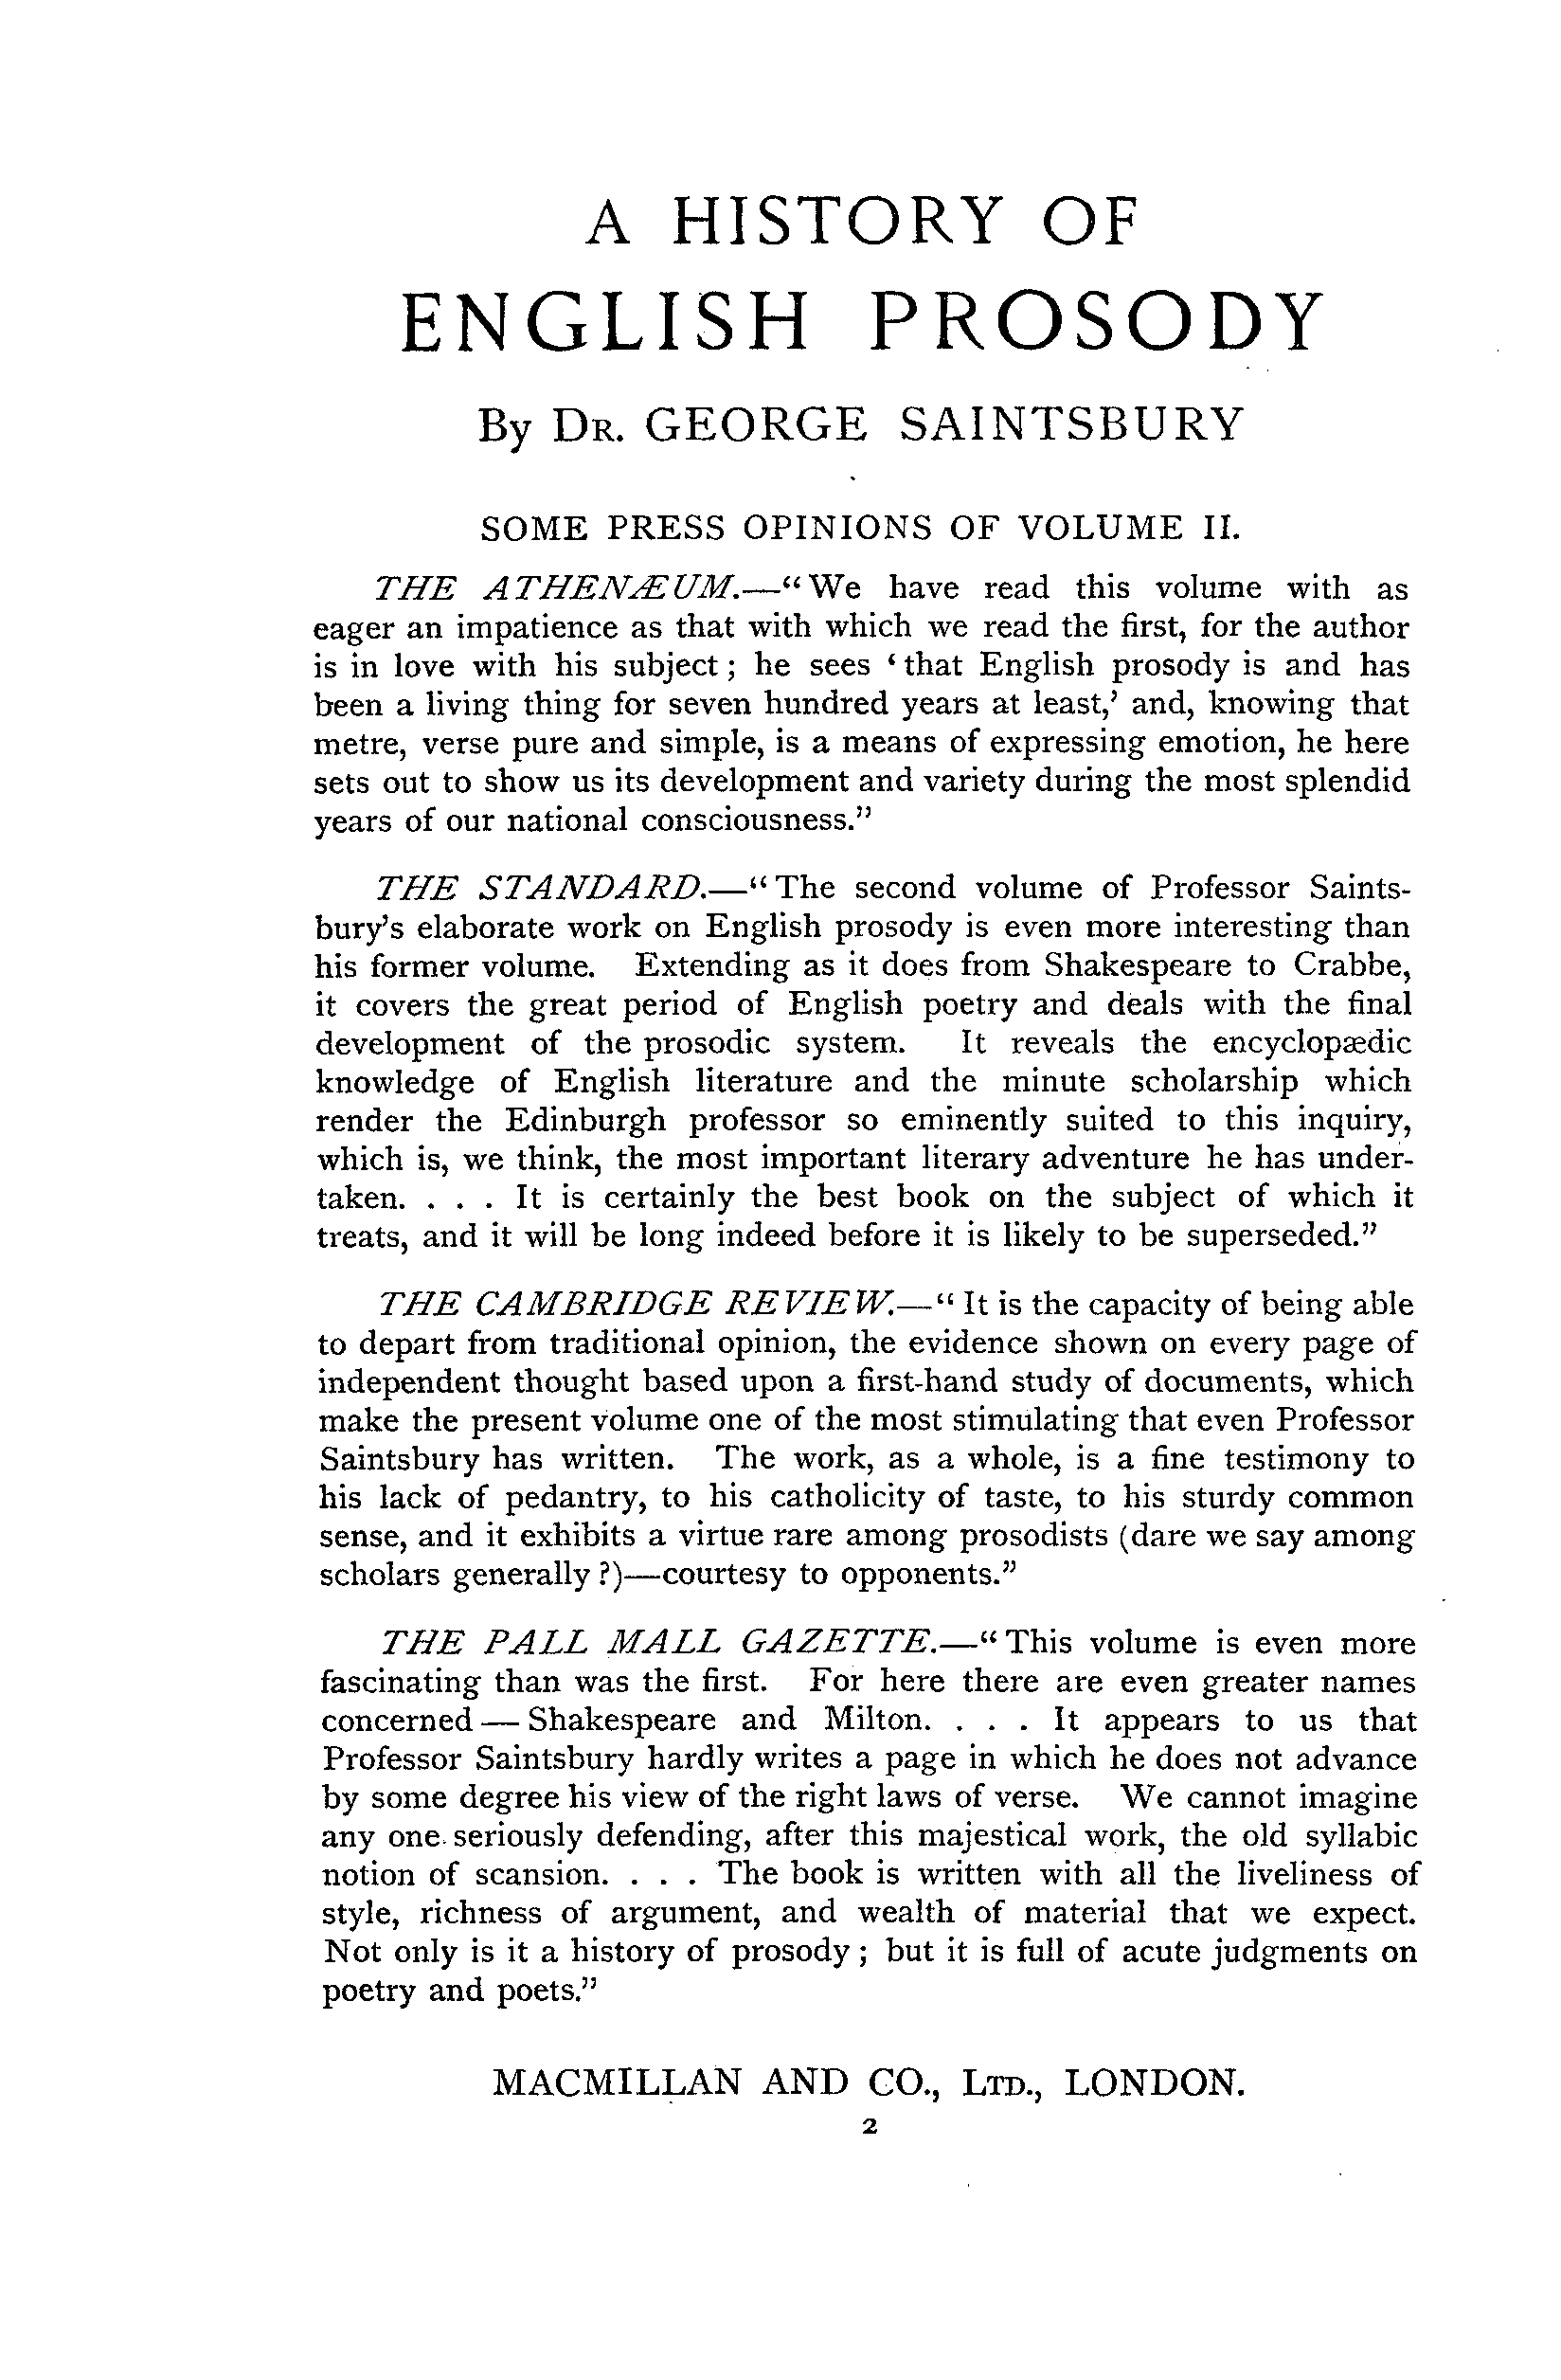 A HISTORY OF
ENGLISH PROSODY
By DR. GEORGE SAINTSBURY
SOME PRESS OPINIONS OF VOLUME II.
THE ATHENÆUM.—“We have read this volume with as
eager an impatience as that with which we read the first, for the author
is in love with his subject; he sees ‘that English prosody is and has
been a living thing for seven hundred years at least,’ and, knowing that
metre, verse pure and simple, is a means of expressing emotion, he here
sets out to show us its development and variety during the most splendid
years of our national consciousness.”
THE STANDARD.—“The second volume of Professor Saints-
bury’s elaborate work on English prosody is even more interesting than
his former volume. Extending as it does from Shakespeare to Crabbe,
it covers the great period of English poetry and deals with the final
development of the prosodic system. It reveals the encyclopædic
knowledge of English literature and the minute scholarship which
render the Edinburgh professor so eminently suited to this inquiry,
which is, we think, the most important literary adventure he has under-
taken. . . . It is certainly the best book on the subject of which it
treats, and it will be long indeed before it is likely to be superseded.”
THE CAMBRIDGE REVIEW.—“It is the capacity of being able
to depart from traditional opinion, the evidence shown on every page of
independent thought based upon a first-hand study of documents, which
make the present volume one of the most stimulating that even Professor
Saintsbury has written. The work, as a whole, is a fine testimony to
his lack of pedantry, to his catholicity of taste, to his sturdy common
sense, and it exhibits a virtue rare among prosodists (dare we say among
scholars generally?)—courtesy to opponents.”
THE PALL MALL GAZETTE.—“This volume is even more
fascinating than was the first. For here there are even greater names
concerned — Shakespeare and Milton. . . . It appears to us that
Professor Saintsbury hardly writes a page in which he does not advance
by some degree his view of the right laws of verse. We cannot imagine
any one seriously defending, after this majestical work, the old syllabic
notion of scansion. . . . The book is written with all the liveliness of
style, richness of argument, and wealth of material that we expect.
Not only is it a history of prosody; but it is full of acute judgments on
poetry and poets.”
MACMILLAN AND CO., LTD., LONDON.
2